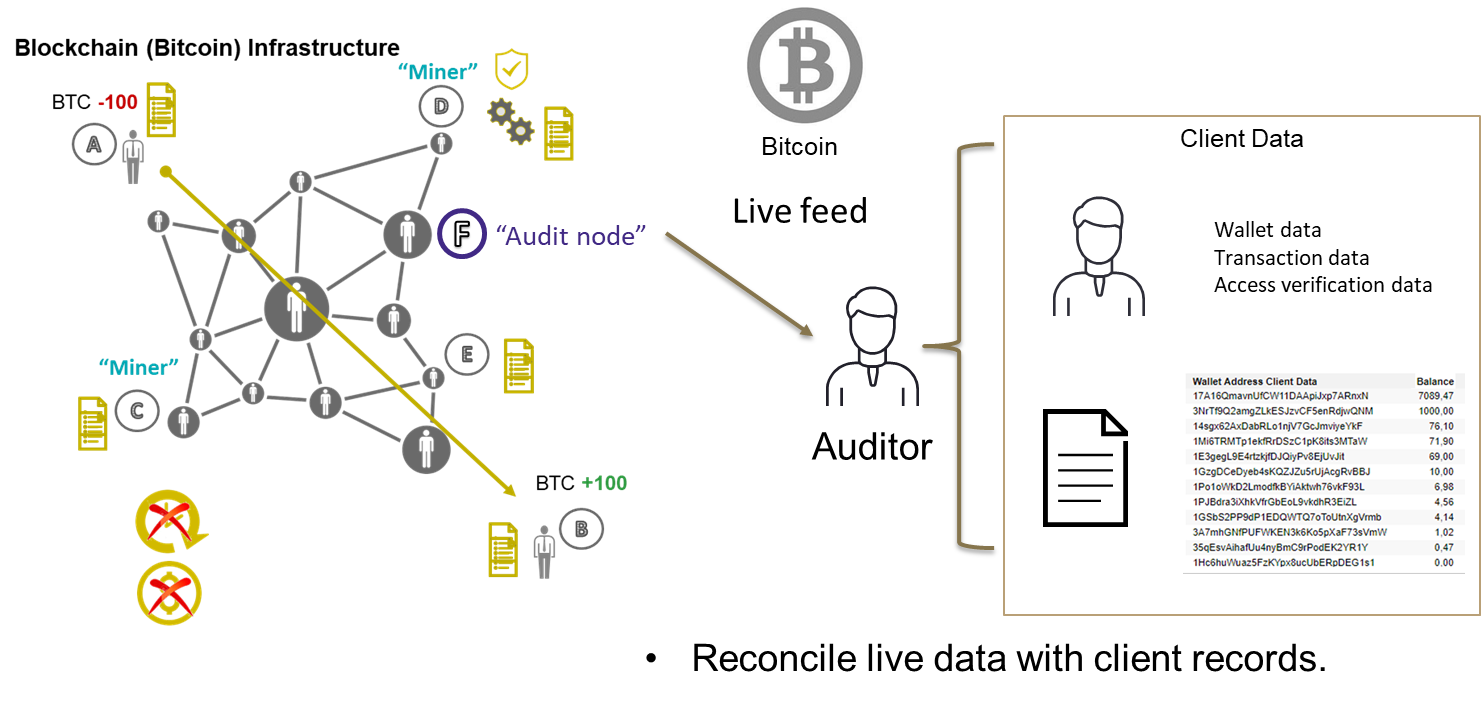 Blockchain (Bitcoin) Infrastructure
“Miner”
BTC -100
A
D
Bitcoin
Client Data
Live feed
F
“Audit node”
Wallet data
Transaction data
Access verification data
“Miner”
C
E
Auditor
BTC +100
B
Wallet Address Client Data Balance
17A16QmavnUfCW11DAApiJxp7ARnxN 7089,47
3NrTf9Q2amgZLkESJzvCF5enRdjwQNM 1000,00
14sgx62AxDabRLo1njV7GcJmviyeYkF 76,10
1Mi6TRMTp1ekfRrDSzC1pK8its3MTaW 71,90
1E3gegL9E4rtzkjfDJQiyPv8EjUvJit 69,00
1GzgDCeDyeb4sKQZJZu5rUjAcgRvBBJ 10,00
1Po1oWkD2LmodfkBYiAktwh76vkF93L 6,98
1PJBdra3iXhkVfrGbEoL9vkdhR3EiZL 4,56
1GSbS2PP9dP1EDQWTQ7oToUtnXgVrmb 4,14
3A7mhGNfPUFWKEN3k6Ko5pXaF73sVmW 1,02
35qEsvAihafUu4nyBmC9rPodEK2YR1Y 0,47
1Hc6huWuaz5FzKYpx8ucUbERpDEG1s1 0,00
• Reconcile live data with client records.